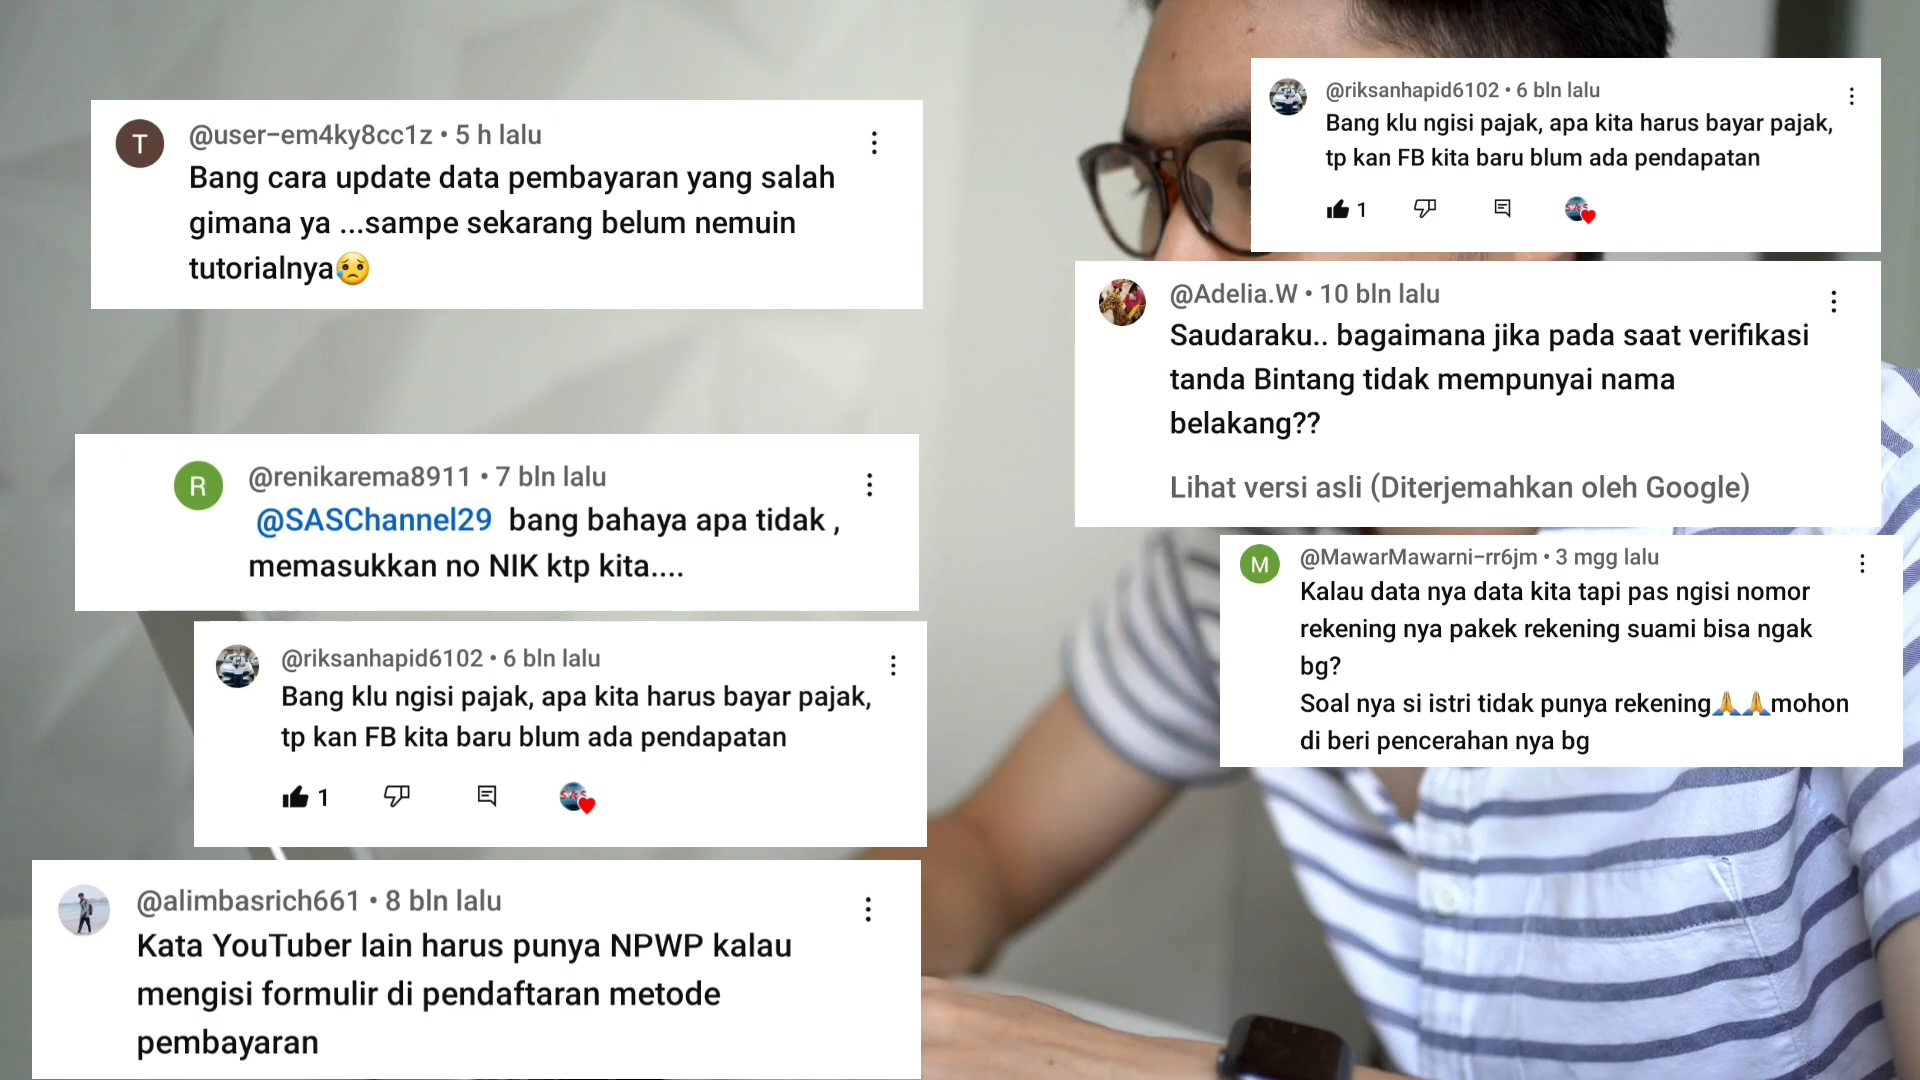 T
@user-em4ky8cc1z • 5 h lalu
Bang cara update data pembayaran yang salah
gimana ya ...sampe sekarang belum nemuin
tutorialnya😥
R
@renikarema8911 • 7 bln lalu
@SASChannel29 bang bahaya apa tidak ,
memasukkan no NIK ktp kita....
@riksanhapid6102 • 6 bln lalu
Bang klu ngisi pajak, apa kita harus bayar pajak,
tp kan FB kita baru blum ada pendapatan
1
SAS
@alimbasrich661 • 8 bln lalu
Kata YouTuber lain harus punya NPWP kalau
mengisi formulir di pendaftaran metode
pembayaran
@riksanhapid6102 • 6 bln lalu
Bang klu ngisi pajak, apa kita harus bayar pajak,
tp kan FB kita baru blum ada pendapatan
1
SAS
@Adelia.W • 10 bln lalu
Saudaraku.. bagaimana jika pada saat verifikasi
tanda Bintang tidak mempunyai nama
belakang??
Lihat versi asli (Diterjemahkan oleh Google)
M
@MawarMawarni-rr6jm • 3 mgg lalu
Kalau data nya data kita tapi pas ngisi nomor
rekening nya pakek rekening suami bisa ngak
bg?
Soal nya si istri tidak punya rekening🙏🙏mohon
di beri pencerahan nya bg